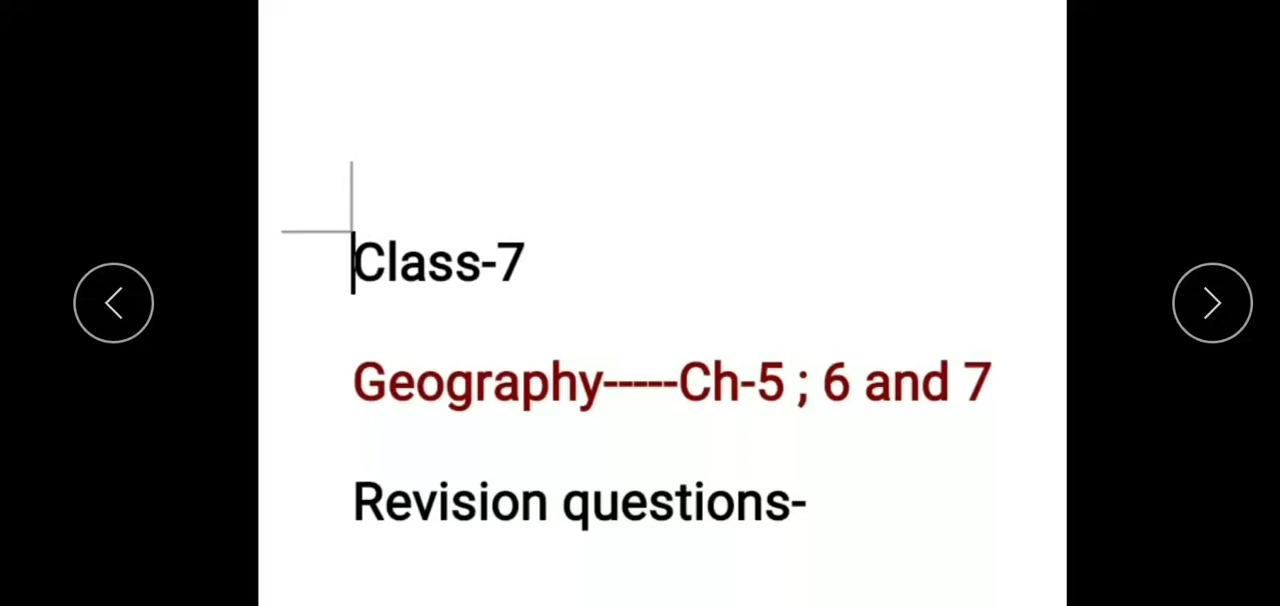 Class-7
Geography-----Ch-5 ; 6 and 7
Revision questions-